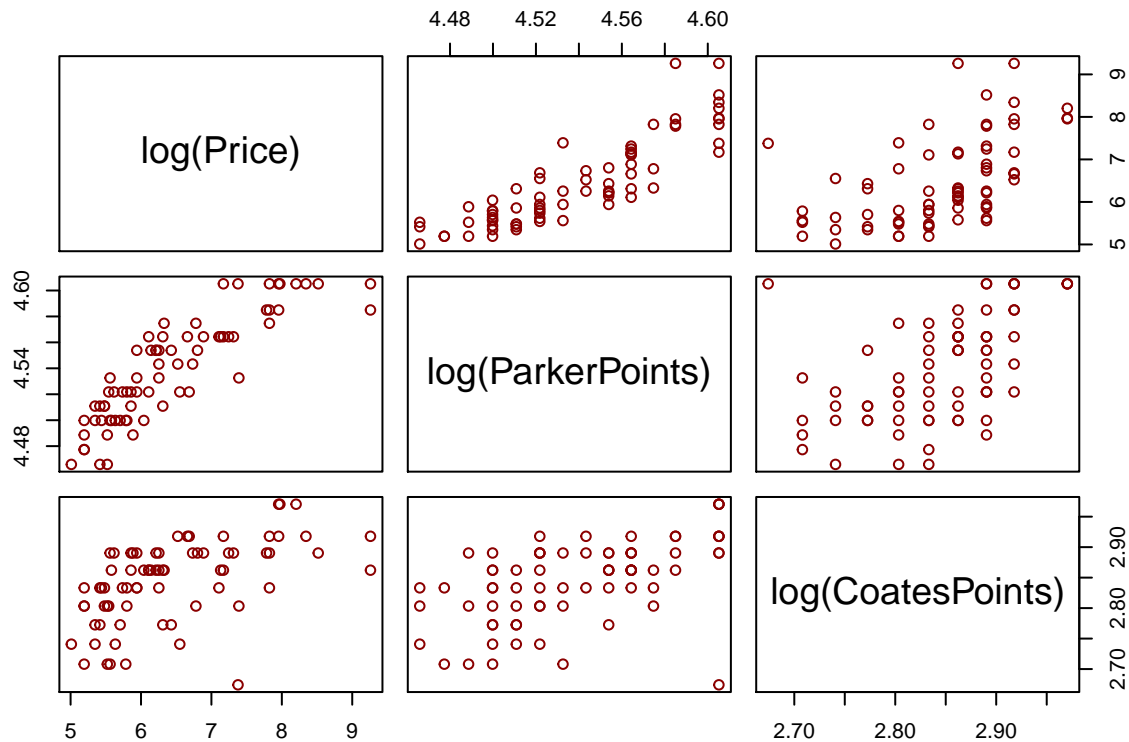 4.48 4.52 4.56 4.60
log(Price)
5 6 7 8 9
4.48 4.54 4.60
log(ParkerPoints)
log(CoatesPoints)
2.70 2.80 2.90
5 6 7 8 9
2.70 2.80 2.90